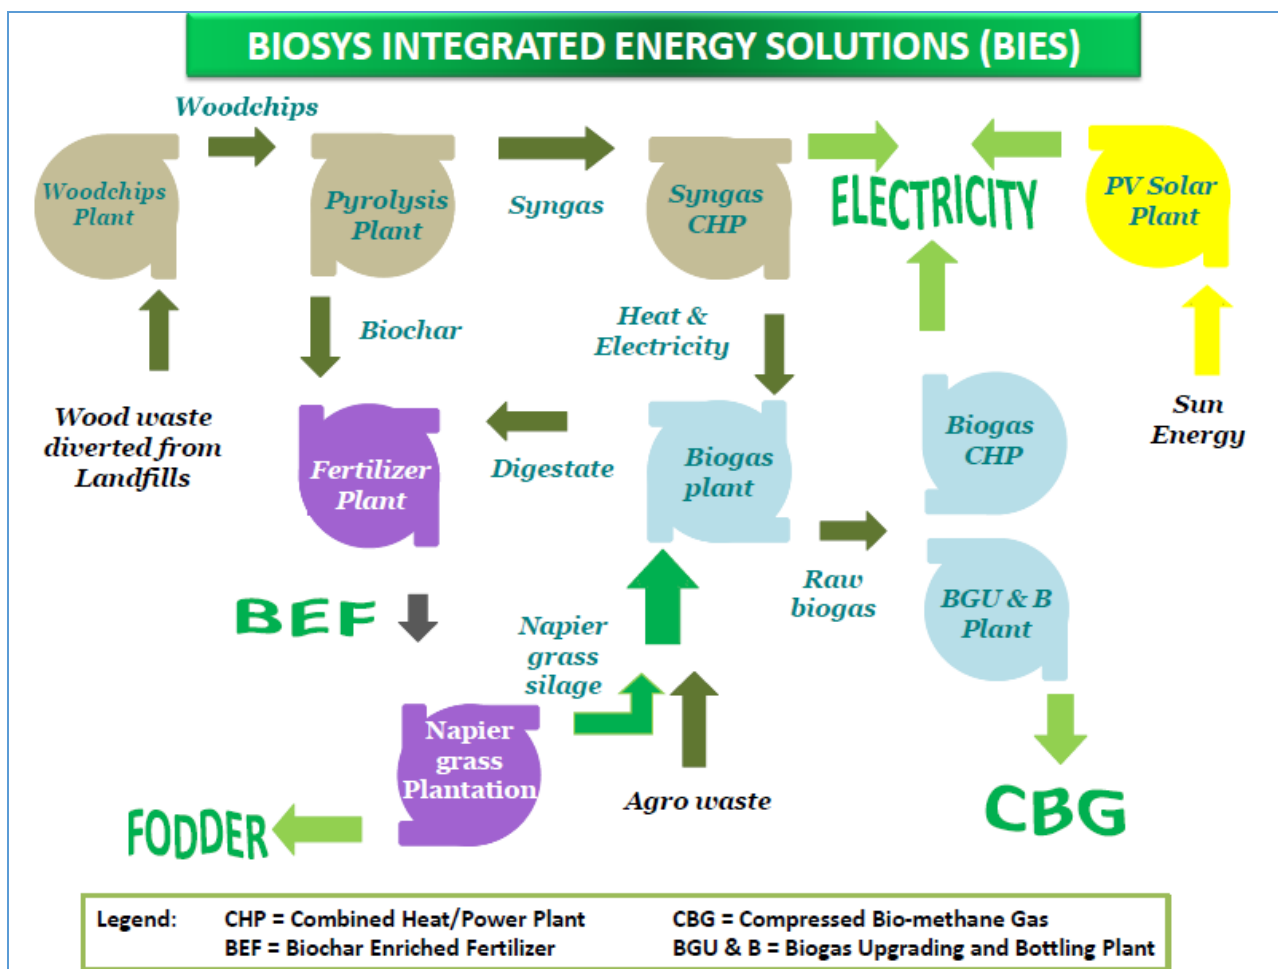 BIOSYS INTEGRATED ENERGY SOLUTIONS (BIES)
Woodchips
Woodchips
Plant
Pyrolysis
Plant
Syngas
Syngas
CHP
ELECTRICITY
PV Solar
Plant
Biochar
Heat &
Electricity
Wood waste
diverted from
Landfills
Fertilizer
Plant
Digestate
Biogas
plant
Biogas
CHP
Sun
Energy
Raw
biogas
BGU & B
Plant
BEF
Napier
grass
silage
Napier
grass
Plantation
Agro waste
CBG
FODDER
Legend:
CHP = Combined Heat/Power Plant
CBG = Compressed Bio-methane Gas
BEF = Biochar Enriched Fertilizer
BGU & B = Biogas Upgrading and Bottling Plant